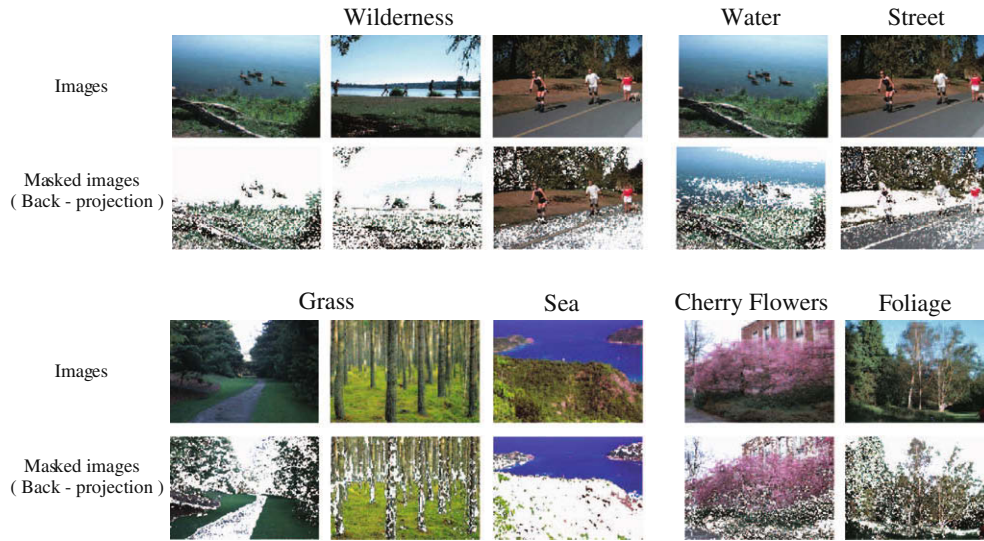 Wilderness Water Street
Images
Masked images
( Back - projection )
Grass Sea Cherry Flowers Foliage
Images
Masked images
( Back - projection )